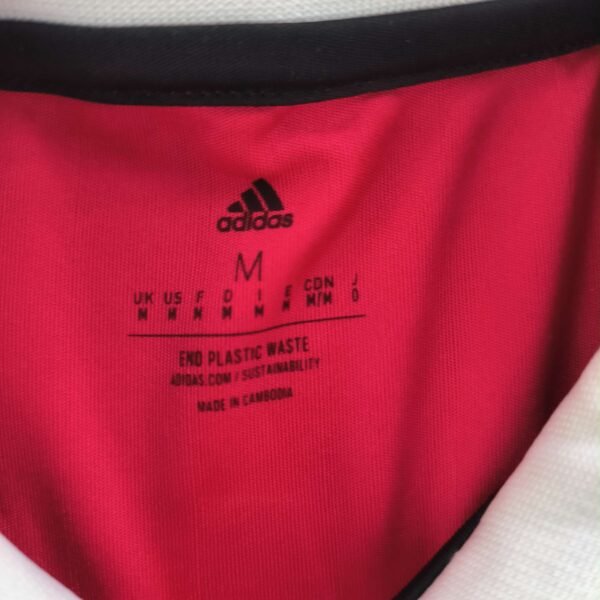 adidas
M
UK US F D I E CDN J
M M M M M M M/M O
END PLASTIC WASTE
ADIDAS.COM/SUSTAINABILITY
MADE IN CAMBODIA